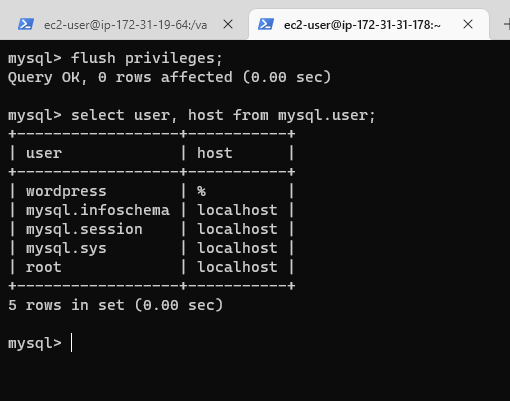 ec2-user@ip-172-31-19-64:/va
ec2-user@ip-172-31-31-178:~
mysql> flush privileges;
Query OK, 0 rows affected (0.00 sec)
mysql> select user, host from mysql.user;
+------------------+-----------+
| user             | host      |
+------------------+-----------+
| wordpress        | %         |
| mysql.infoschema | localhost |
| mysql.session    | localhost |
| mysql.sys        | localhost |
| root             | localhost |
+------------------+-----------+
5 rows in set (0.00 sec)
mysql>